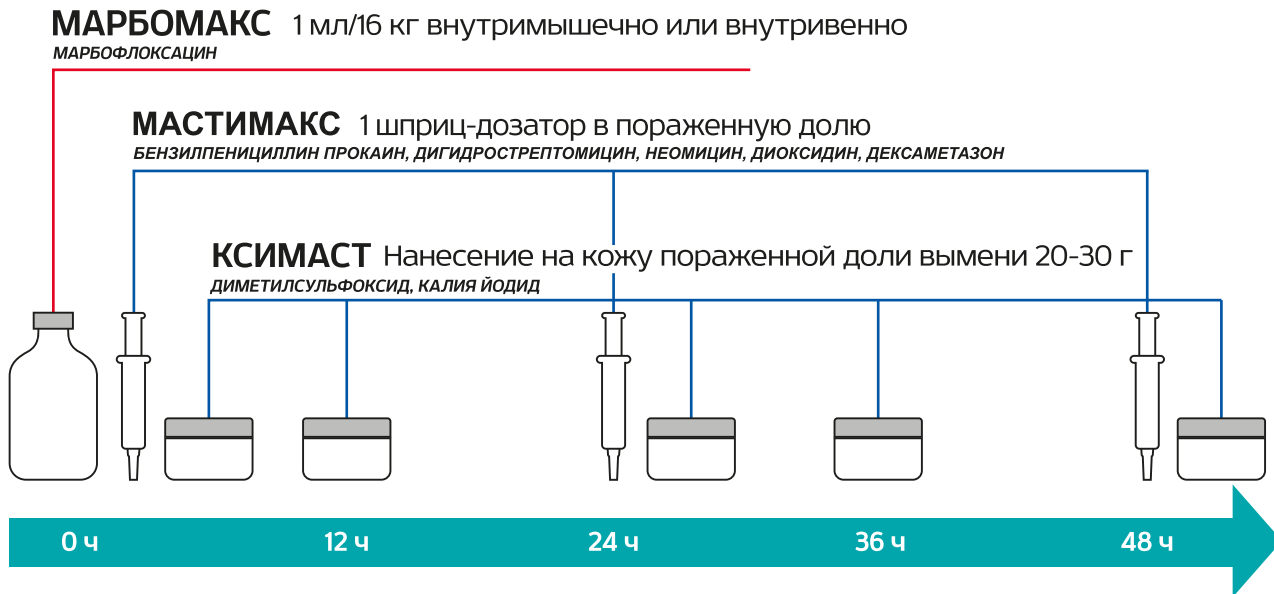 МАРБОМАКС 1 мл/16 кг внутримышечно или внутривенно
МАРБОФЛОКСАЦИН
МАСТИМАКС 1 шприц-дозатор в пораженную долю
БЕНЗИЛПЕНИЦИЛЛИН ПРОКАИН, ДИГИДРОСТРЕПТОМИЦИН, НЕОМИЦИН, ДИОКСИДИН, ДЕКСАМЕТАЗОН
КСИМАСТ Нанесение на кожу пораженной доли вымени 20-30 г
ДИМЕТИЛСУЛЬФОКСИД, КАЛИЯ ЙОДИД
0 ч 12 ч 24 ч 36 ч 48 ч